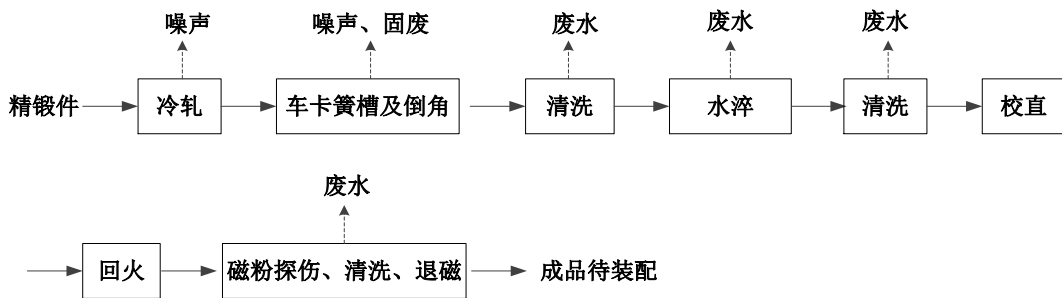 噪声 噪声、固废 废水 废水 废水
精锻件 冷轧 车卡簧槽及倒角 清洗 水淬 清洗 校直
废水
回火 磁粉探伤、清洗、退磁 成品待装配